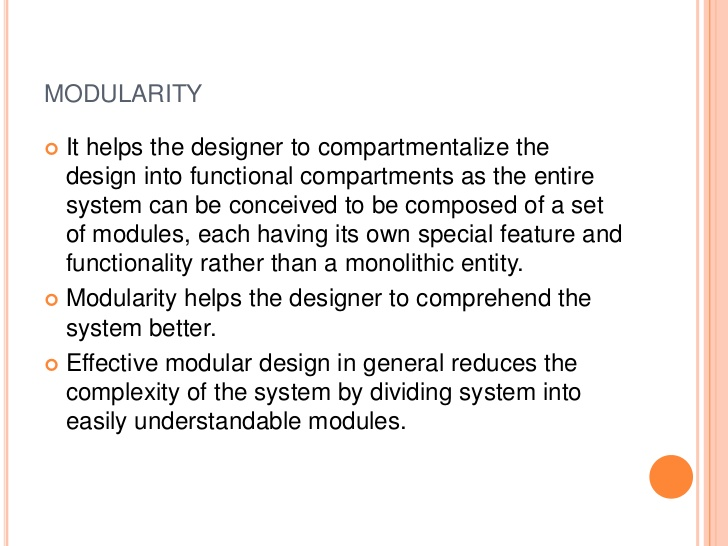 MODULARITY
It helps the designer to compartmentalize the
design into functional compartments as the entire
system can be conceived to be composed of a set
of modules, each having its own special feature and
functionality rather than a monolithic entity.
Modularity helps the designer to comprehend the
system better.
Effective modular design in general reduces the
complexity of the system by dividing system into
easily understandable modules.